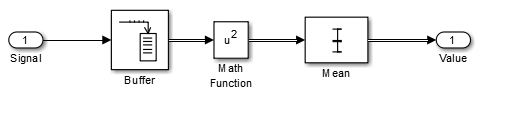 1
Signal
Buffer
u2
Math
Function
Mean
1
Value